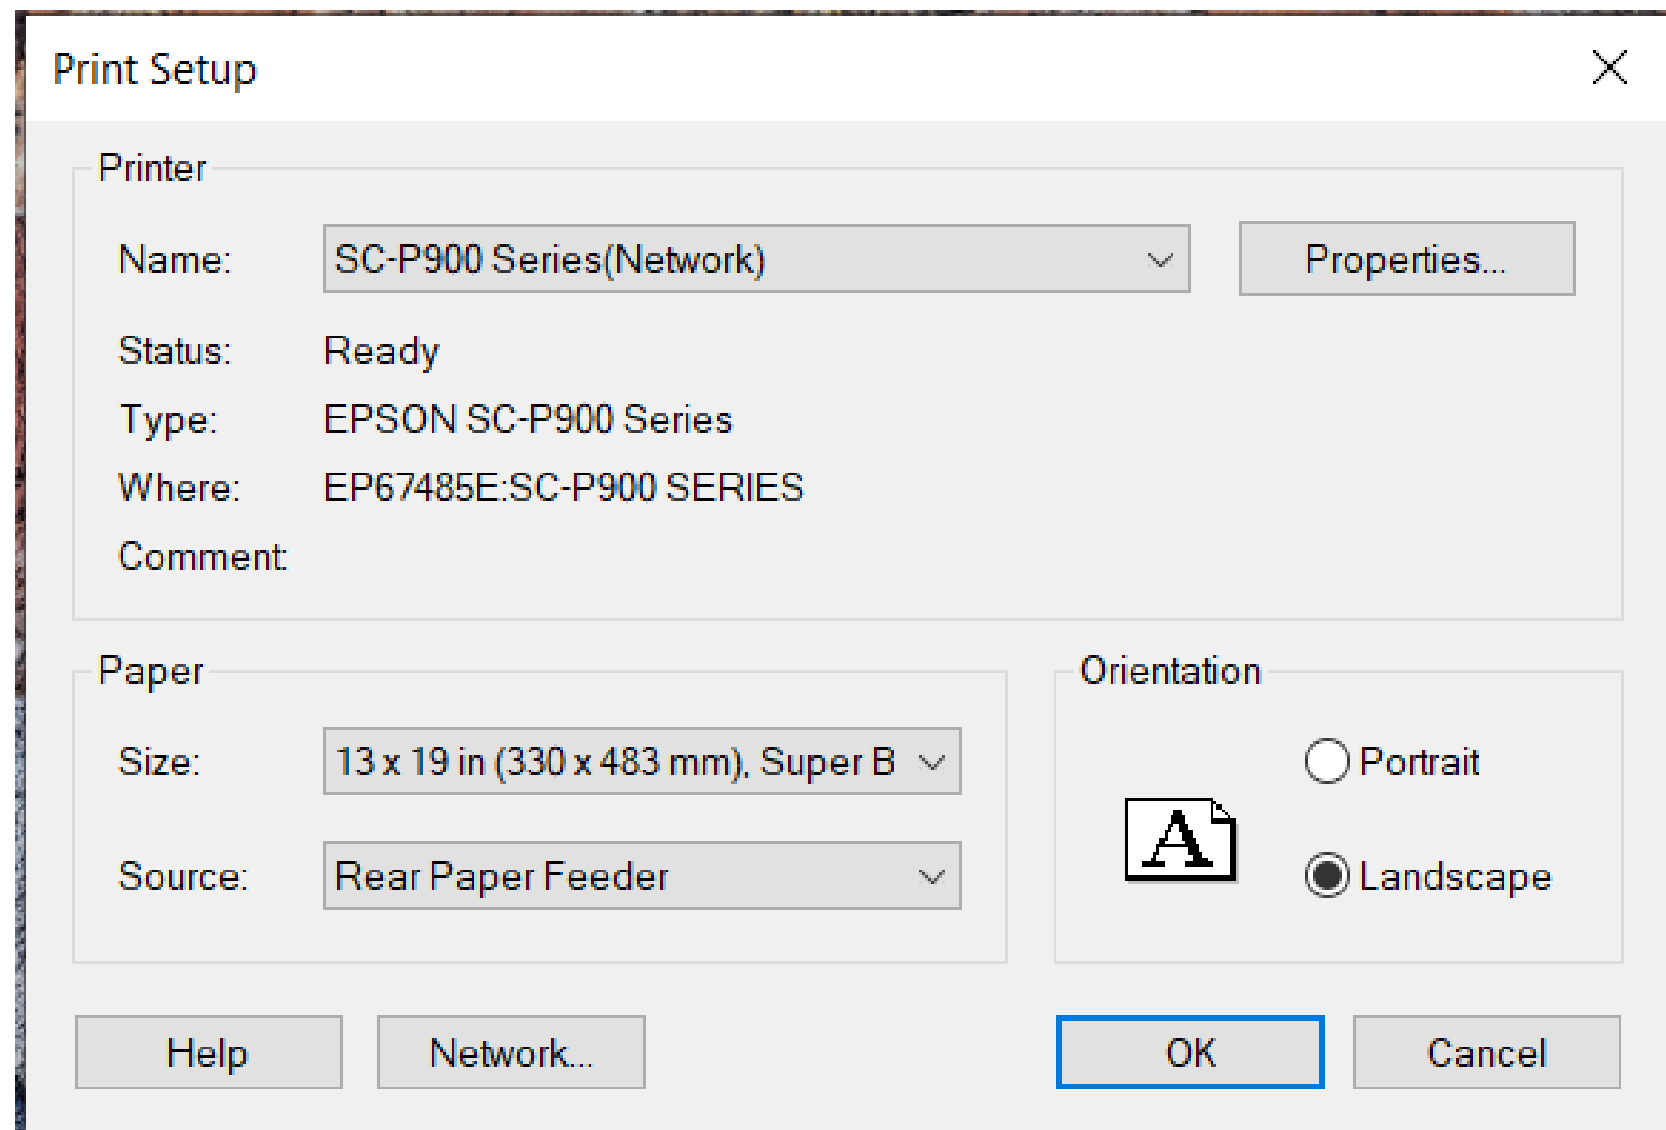 Print Setup
Printer
Name: SC-P900 Series(Network) Properties...
Status: Ready
Type: EPSON SC-P900 Series
Where: EP67485E:SC-P900 SERIES
Comment:
Paper
Size: 13 x 19 in (330 x 483 mm), Super B
Source: Rear Paper Feeder
Orientation
Portrait
A
Landscape
Help Network... OK Cancel